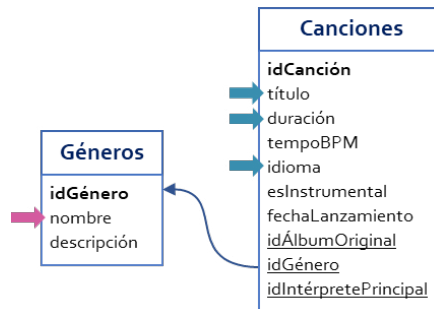 Canciones
idCanción
título
duración
tempoBPM
idioma
esInstrumental
fechaLanzamiento
idÁlbumOriginal
idGénero
idIntérpretePrincipal
Géneros
idGénero
nombre
descripción